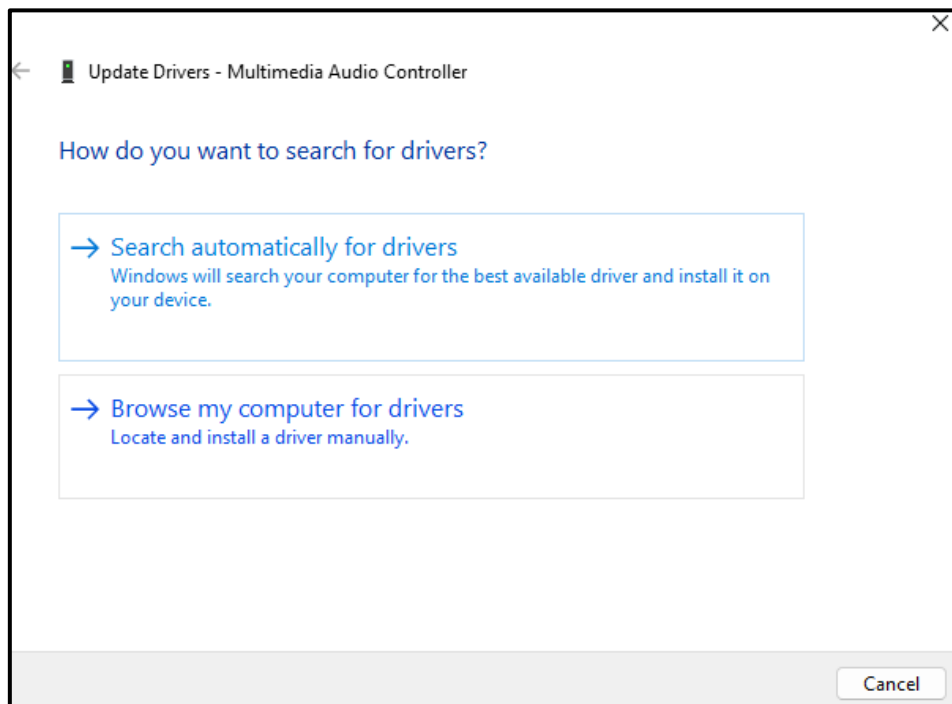 Update Drivers - Multimedia Audio Controller
How do you want to search for drivers?
Search automatically for drivers
Windows will search your computer for the best available driver and install it on
your device.
Browse my computer for drivers
Locate and install a driver manually.
Cancel